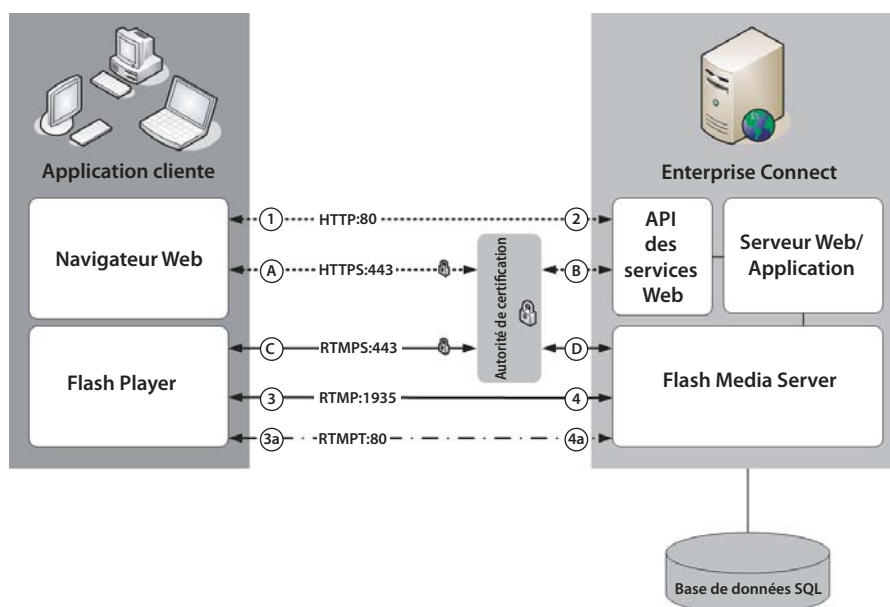 Application cliente
Enterprise Connect
Navigateur Web
Flash Player
1
HTTP:80
2
A
HTTPS:443
B
C
RTMPS:443
D
3
RTMP:1935
4
3a
RTMPT:80
4a
Autorité de certification
API
des
services
Web
Serveur Web/
Application
Flash Media Server
Base de données SQL